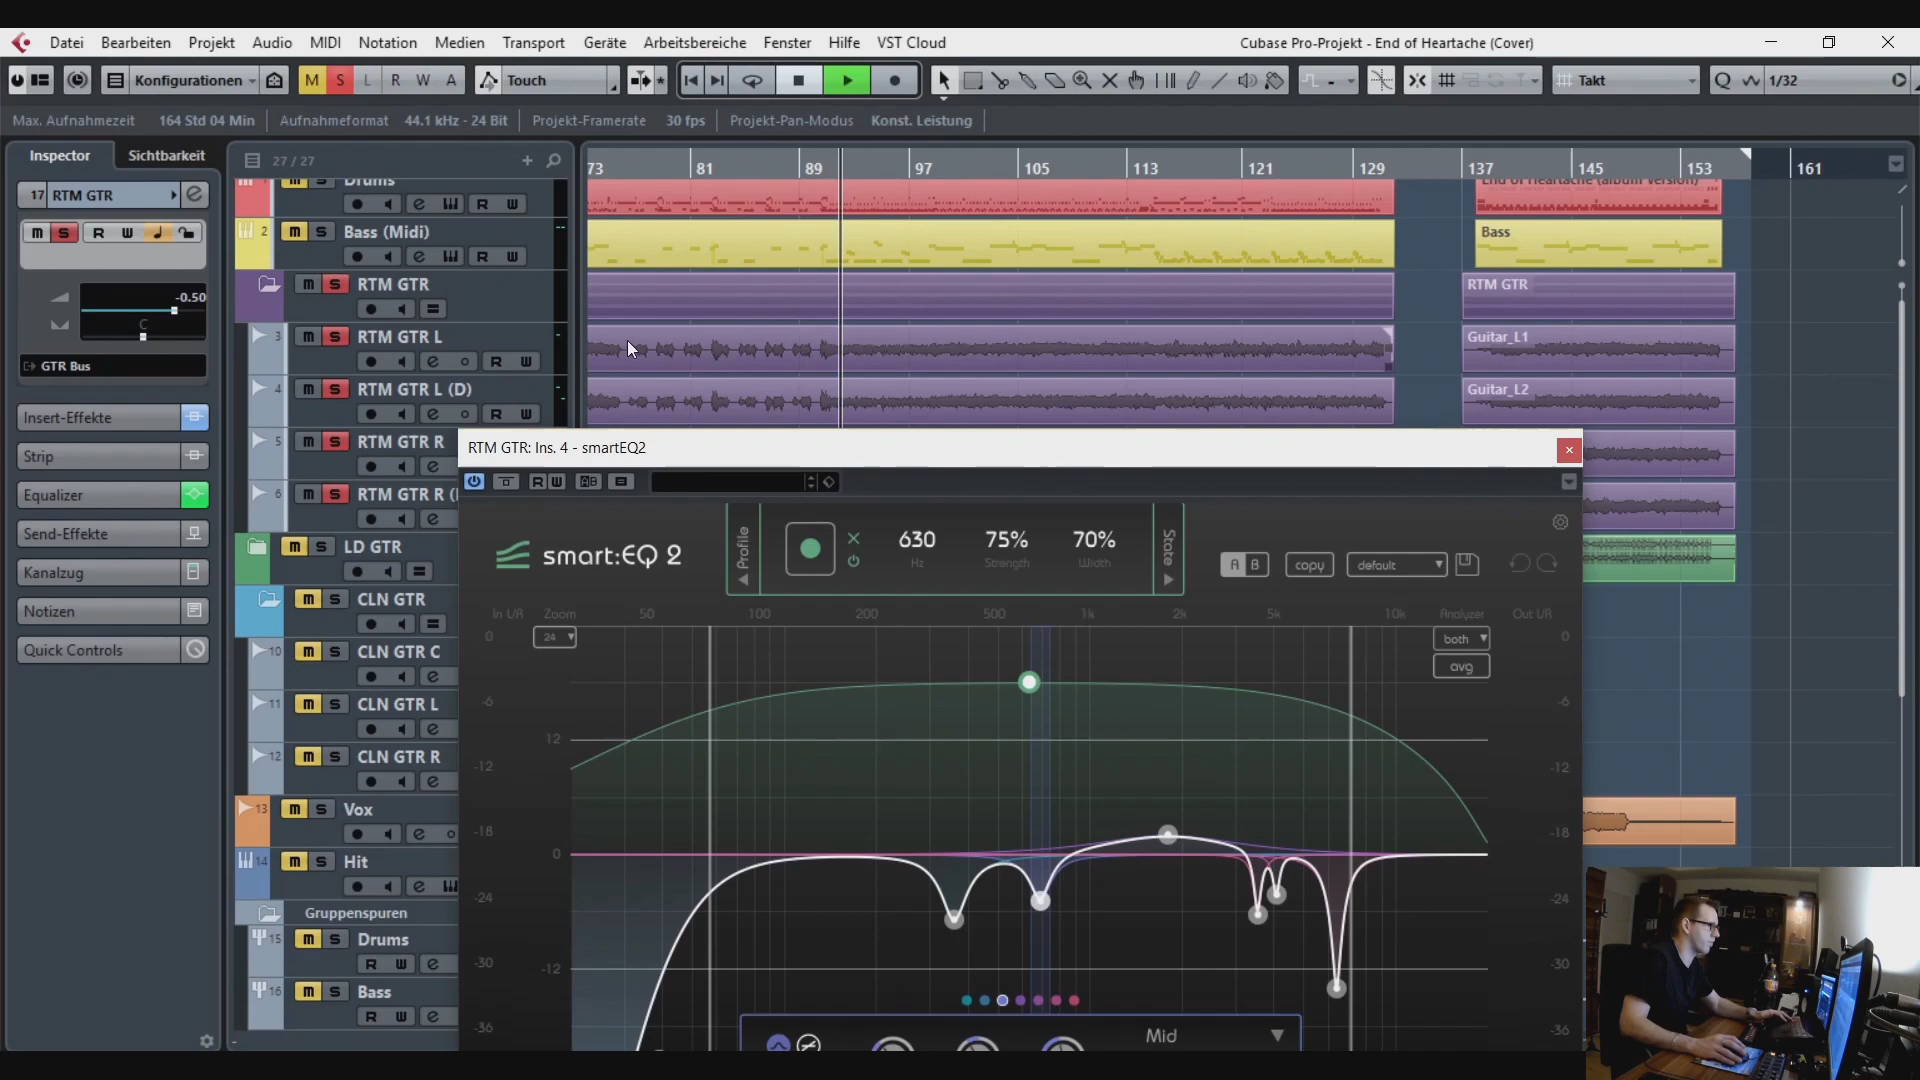 Datei Bearbeiten Projekt Audio MIDI Notation Medien Transport Geräte Arbeitsbereiche Fenster Hilfe VST Cloud Cubase Pro-Projekt - End of Heartache (Cover)
Konfigurationen M S L R W A Touch Takt Q 1/32
Max. Aufnahmezeit 164 Std 04 Min Aufnahmeformat 44.1 kHz - 24 Bit Projekt-Framerate 30 fps Projekt-Pan-Modus Konst. Leistung
Inspector Sichtbarkeit 27 / 27
73 81 89 97 105 113 121 129 137 145 153 161
17 RTM GTR
m S R W
-0.50
C
GTR Bus
Insert-Effekte
Strip
Equalizer
Send-Effekte
Kanalzug
Notizen
Quick Controls
Drums
R W
2 m S Bass (Midi)
R W
m S RTM GTR
3 m S RTM GTR L
R W
4 m S RTM GTR L (D)
R W
5 m S RTM GTR R
6 m S RTM GTR R (
m S LD GTR
m S CLN GTR
10 m S CLN GTR C
11 m S CLN GTR L
12 m S CLN GTR R
13 m S Vox
14 m S Hit
Gruppenspuren
15 m S Drums
R W
16 m S Bass
R W
End of Heartache (album version)
Bass
RTM GTR
Guitar_L1
Guitar_L2
RTM GTR: Ins. 4 - smartEQ2
R W
smart:EQ 2
Profile
630 75% 70%
Hz Strength Width
State
A B copy default
In L/R Zoom 50 100 200 500 1k 2k 5k 10k Analyzer Out L/R
0 24 both 0
avg
-6 -6
12
-12 -12
-18 -18
0
-24 -24
-30 -12 -30
-36 -36
Mid